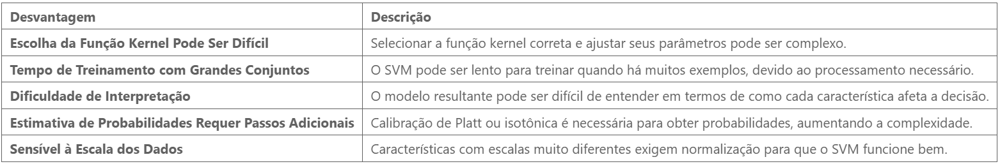 Desvantagem Descrição
Escolha da Função Kernel Pode Ser Difícil Selecionar a função kernel correta e ajustar seus parâmetros pode ser complexo.
Tempo de Treinamento com Grandes Conjuntos O SVM pode ser lento para treinar quando há muitos exemplos, devido ao processamento necessário.
Dificuldade de Interpretação O modelo resultante pode ser difícil de entender em termos de como cada característica afeta a decisão.
Estimativa de Probabilidades Requer Passos Adicionais Calibração de Platt ou isotônica é necessária para obter probabilidades, aumentando a complexidade.
Sensível à Escala dos Dados Características com escalas muito diferentes exigem normalização para que o SVM funcione bem.